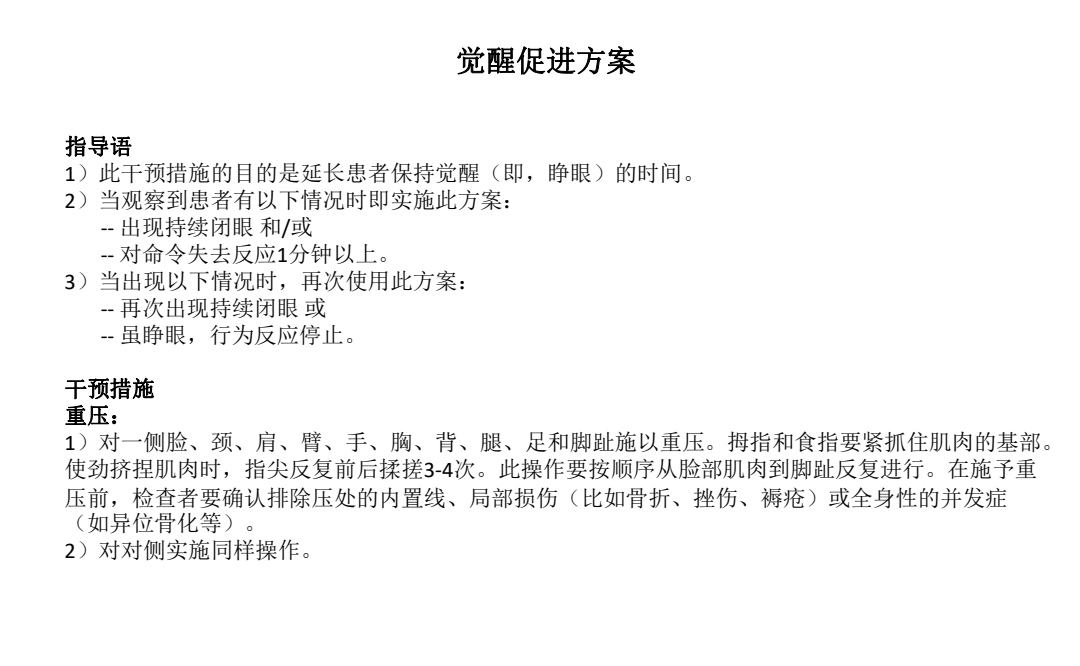 觉醒促进方案
指导语
1）此干预措施的目的是延长患者保持觉醒（即，睁眼）的时间。
2）当观察到患者有以下情况时即实施此方案：
-- 出现持续闭眼 和/或
-- 对命令失去反应1分钟以上。
3）当出现以下情况时，再次使用此方案：
-- 再次出现持续闭眼 或
-- 虽睁眼，行为反应停止。
干预措施
重压：
1）对一侧脸、颈、肩、臂、手、胸、背、腿、足和脚趾施以重压。拇指和食指要紧抓住肌肉的基部。
使劲挤捏肌肉时，指尖反复前后揉搓3-4次。此操作要按顺序从脸部肌肉到脚趾反复进行。在施予重
压前，检查者要确认排除压处的内置线、局部损伤（比如骨折、挫伤、褥疮）或全身性的并发症
（如异位骨化等）。
2）对对侧实施同样操作。